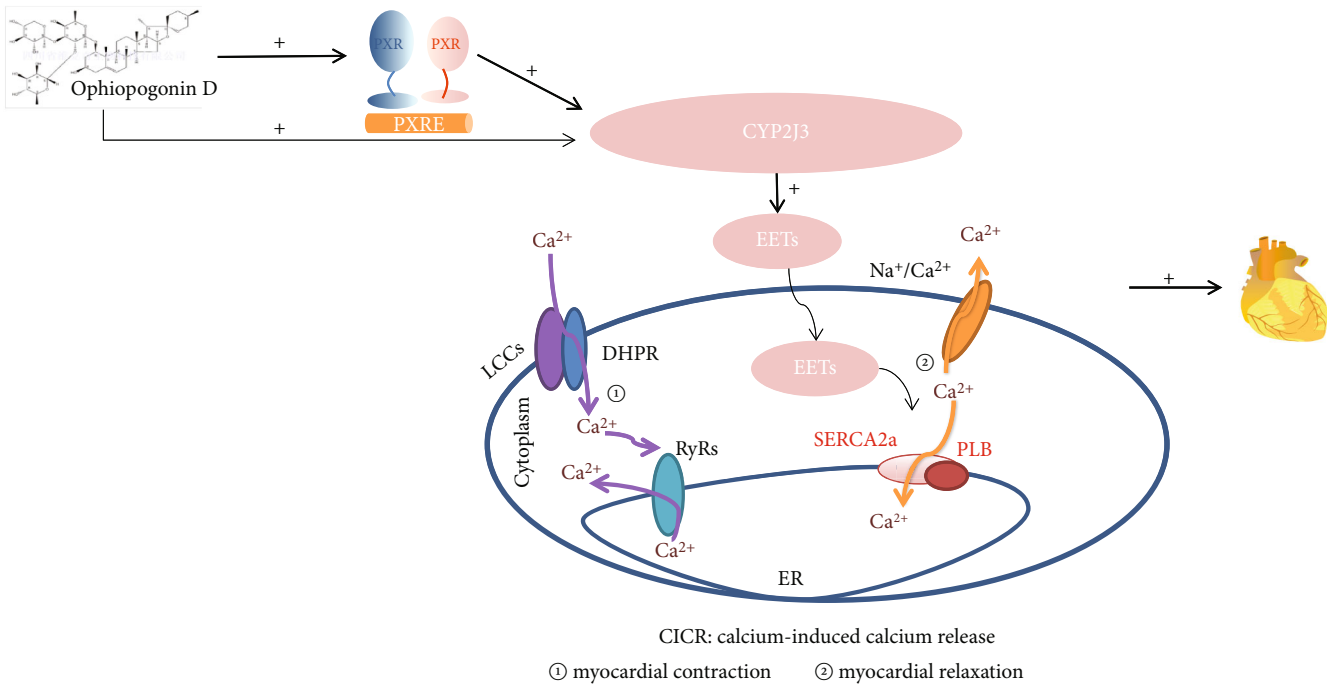 Ophiopogonin D
+
PXR
PXR
PXRE
+
+
CYP2J3
+
EETs
Ca²⁺
Ca²⁺
Na⁺/Ca²⁺
+
LCCs
DHPR
①
EETs
②
Ca²⁺
Ca²⁺
Cytoplasm
RyRs
SERCA2a
PLB
Ca²⁺
Ca²⁺
Ca²⁺
ER
CICR: calcium-induced calcium release
① myocardial contraction ② myocardial relaxation